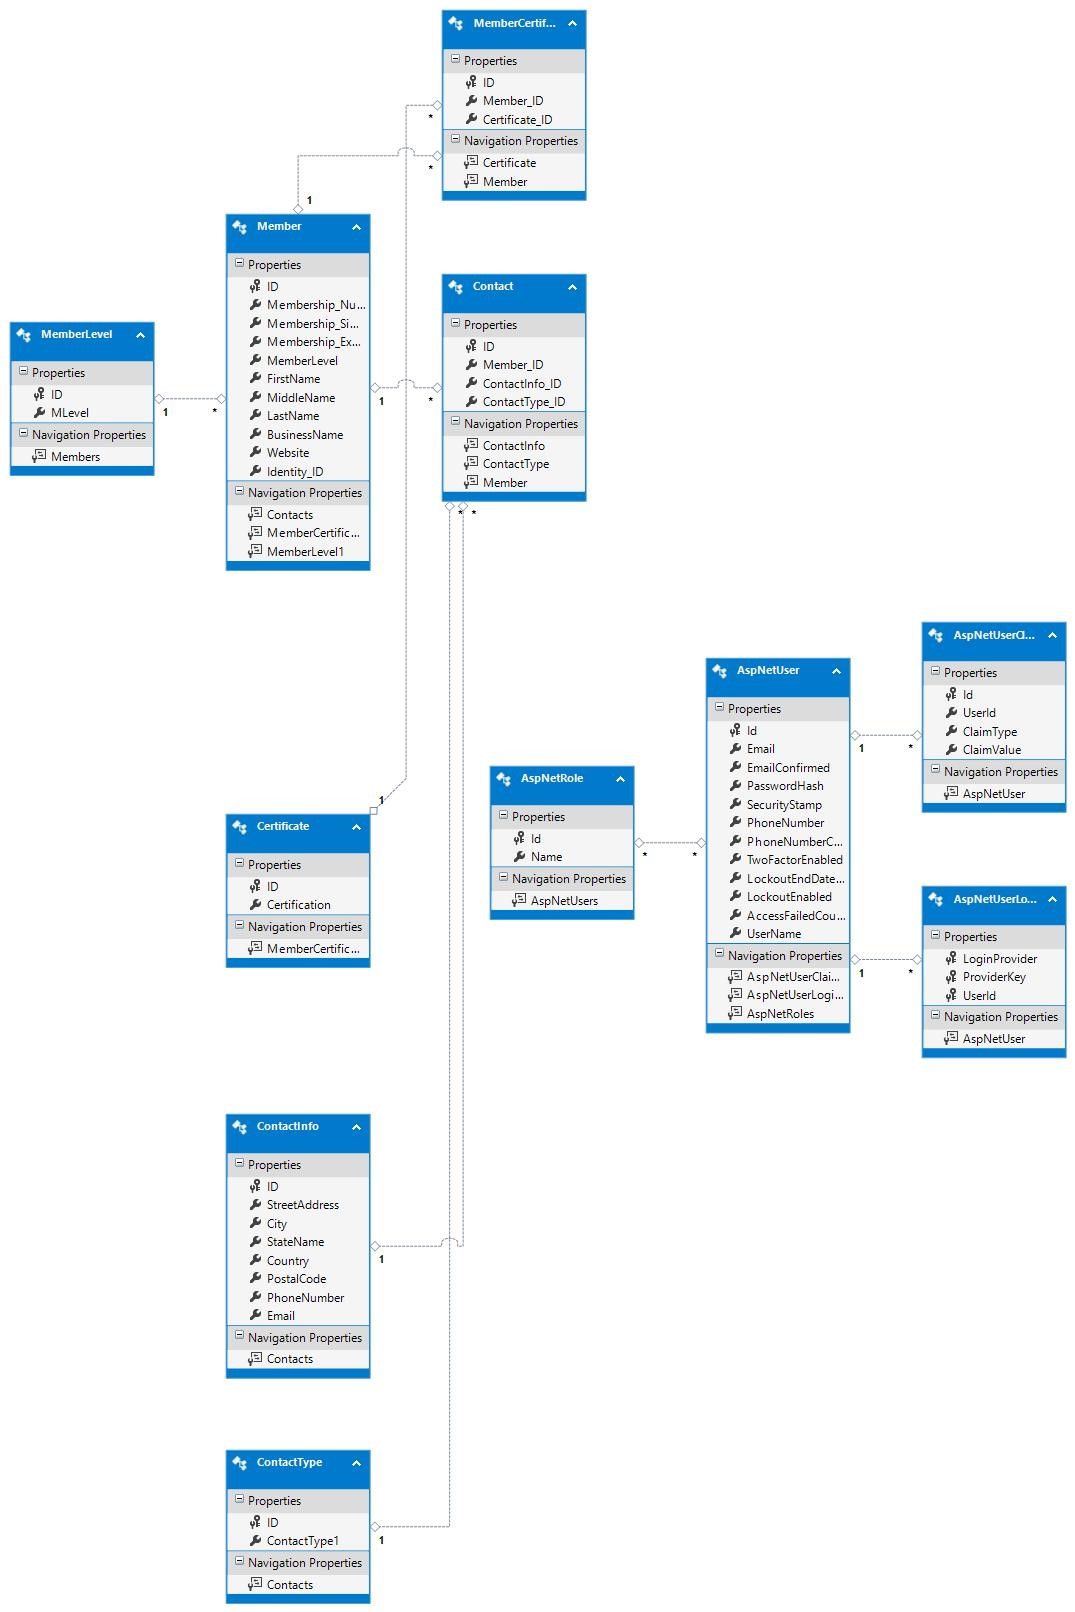 MemberCertif...
Properties
ID
Member_ID
Certificate_ID
Navigation Properties
Certificate
Member
*
*
1
Member
Properties
ID
Membership_Nu...
Membership_Si...
Membership_Ex...
MemberLevel
FirstName
MiddleName
LastName
BusinessName
Website
Identity_ID
Navigation Properties
Contacts
MemberCertific...
MemberLevel1
Contact
Properties
ID
Member_ID
ContactInfo_ID
ContactType_ID
Navigation Properties
ContactInfo
ContactType
Member
1
*
* *
MemberLevel
Properties
ID
MLevel
Navigation Properties
Members
1
*
AspNetUserCl...
Properties
Id
UserId
ClaimType
ClaimValue
Navigation Properties
AspNetUser
AspNetUser
Properties
Id
Email
EmailConfirmed
PasswordHash
SecurityStamp
PhoneNumber
PhoneNumberC...
TwoFactorEnabled
LockoutEndDate...
LockoutEnabled
AccessFailedCou...
UserName
Navigation Properties
AspNetUserClai...
AspNetUserLogi...
AspNetRoles
1
*
1
*
AspNetRole
Properties
Id
Name
Navigation Properties
AspNetUsers
*
*
AspNetUserLo...
Properties
LoginProvider
ProviderKey
UserId
Navigation Properties
AspNetUser
1
Certificate
Properties
ID
Certification
Navigation Properties
MemberCertific...
ContactInfo
Properties
ID
StreetAddress
City
StateName
Country
PostalCode
PhoneNumber
Email
Navigation Properties
Contacts
1
ContactType
Properties
ID
ContactType1
Navigation Properties
Contacts
1